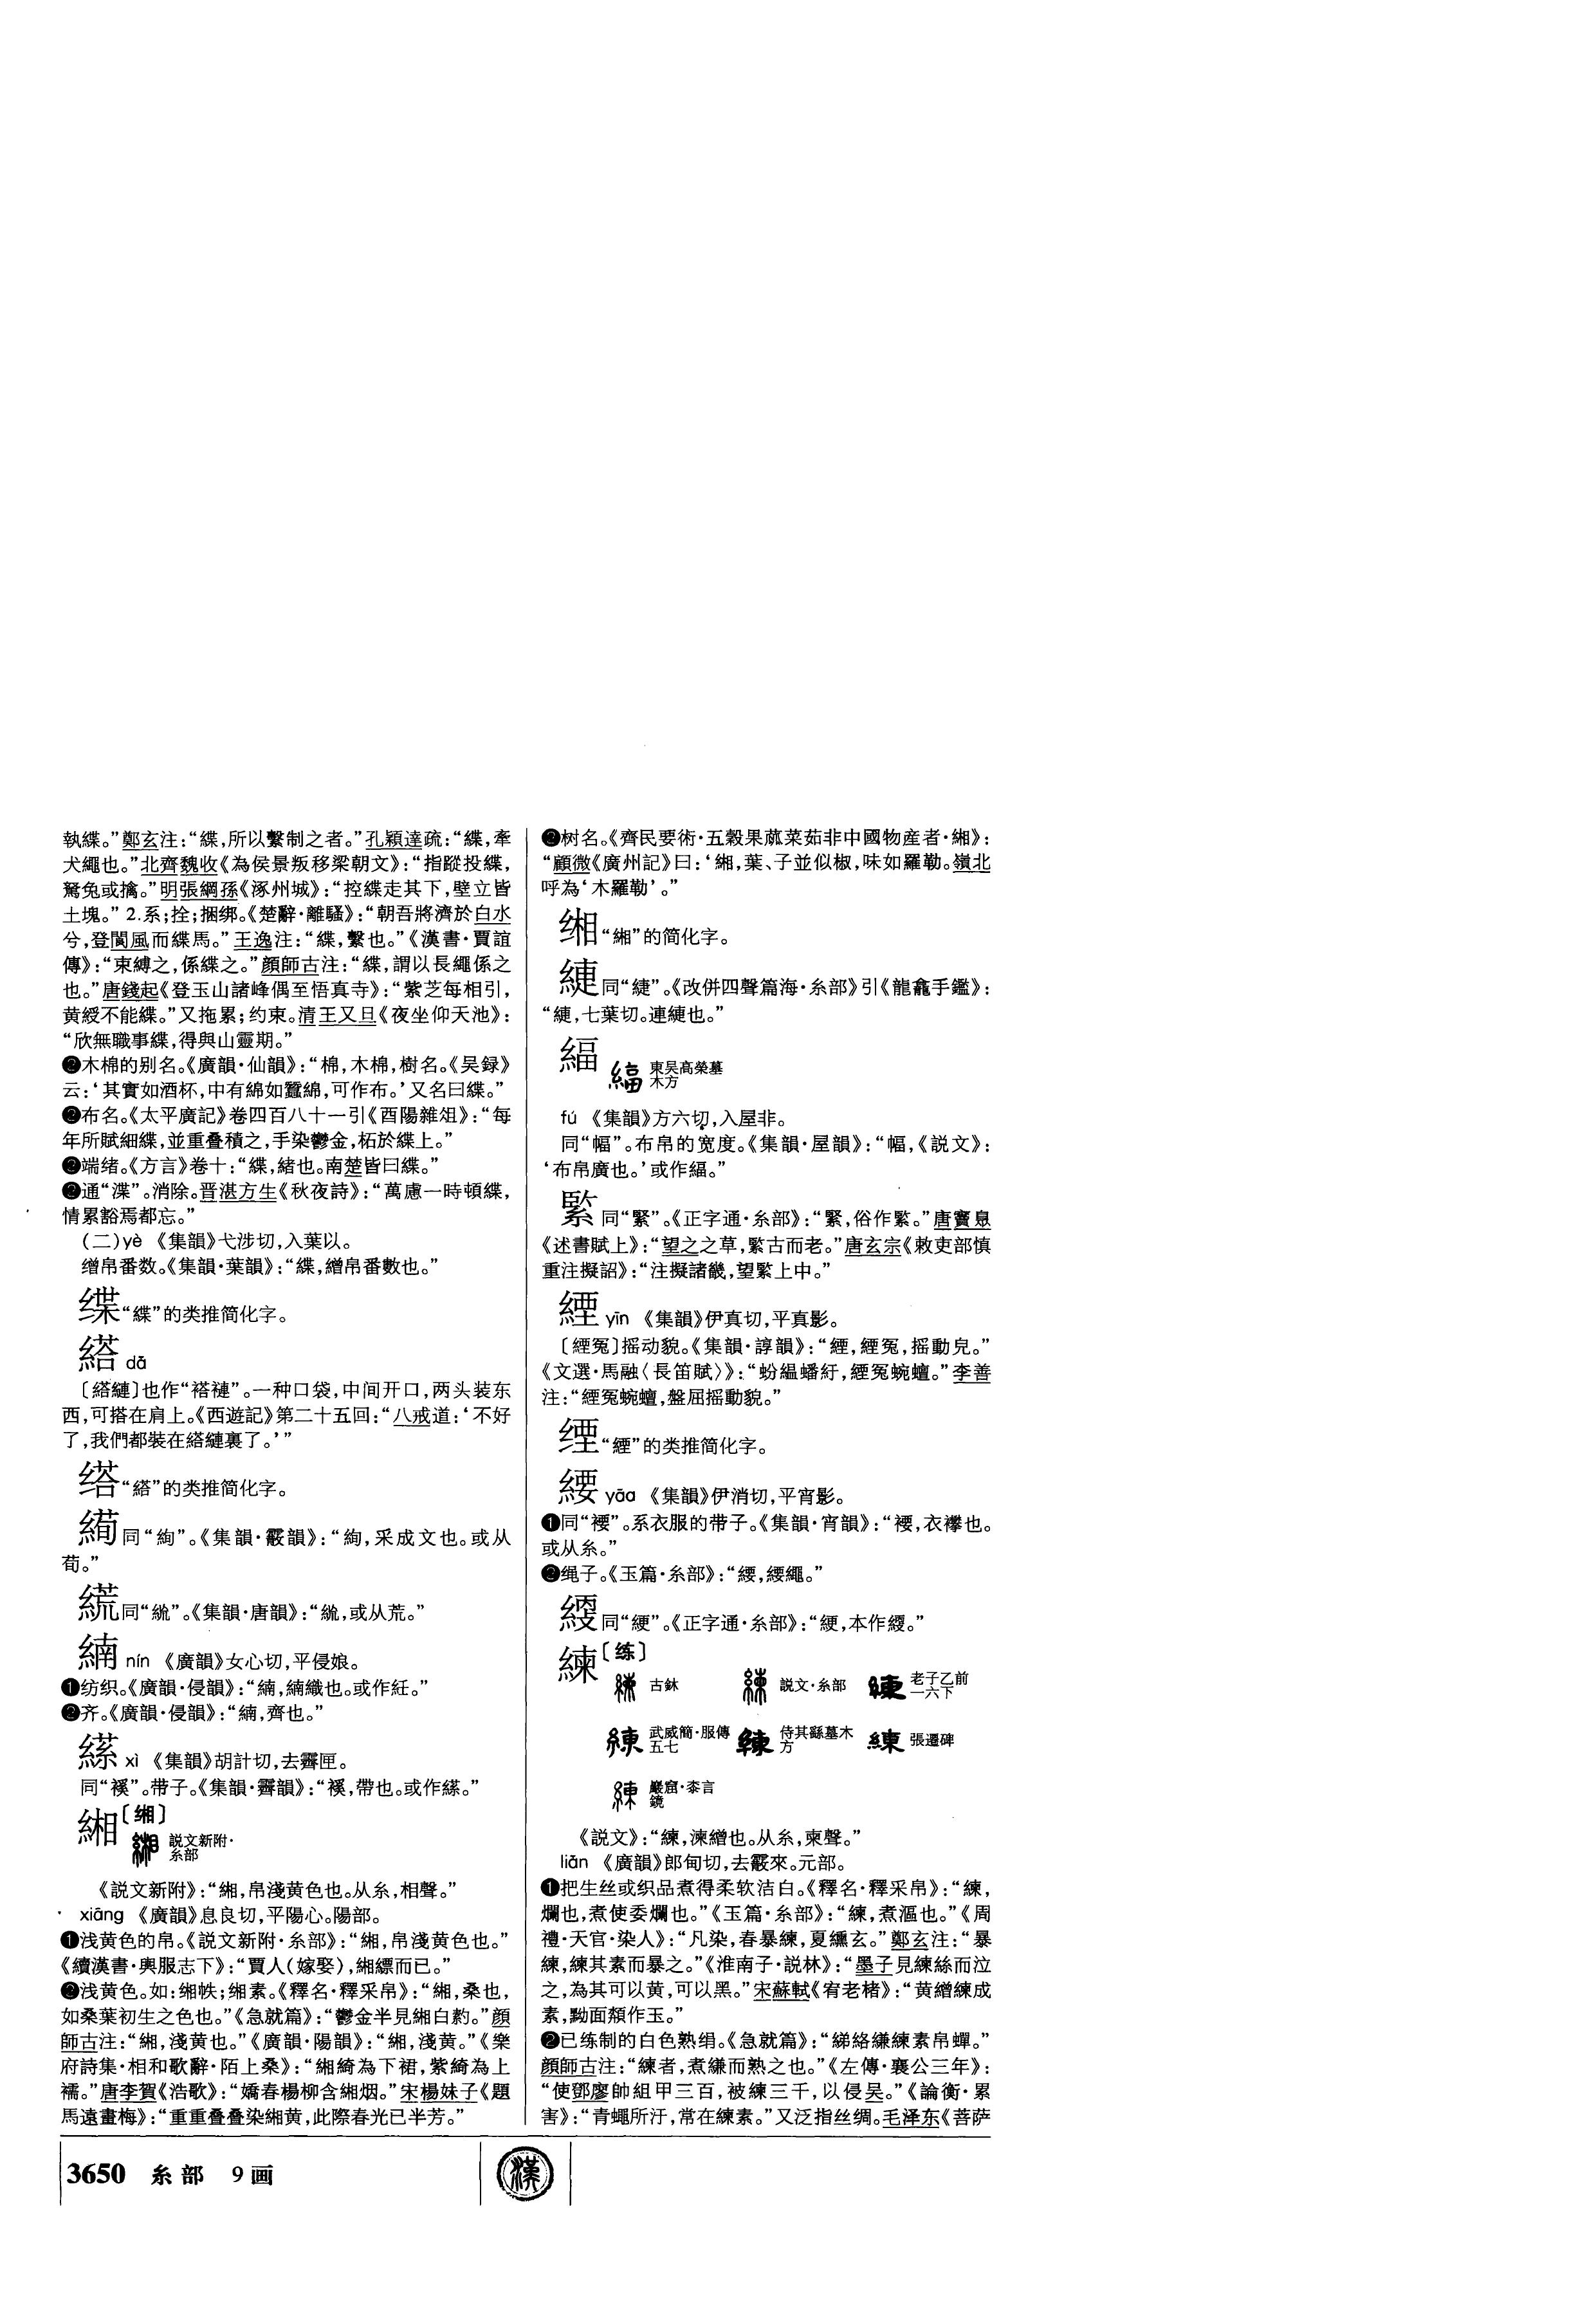 執緤。”鄭玄注：“緤，所以繫制之者。”孔穎達疏：“緤，牽
犬繩也。”北齊魏收《為侯景叛移梁朝文》：“指蹤投緤，
駑兔或擒。”明張綱孫《涿州城》：“控緤走其下，壁立皆
土塊。”2.系；拴；捆绑。《楚辭·離騷》：“朝吾將濟於白水
兮，登閬風而緤馬。”王逸注：“緤，繫也。”《漢書·賈誼
傳》：“束縛之，係緤之。”顔師古注：“緤，謂以長繩係之
也。”唐錢起《登玉山諸峰偶至悟真寺》：“紫芝每相引，
黄綬不能緤。”又拖累；约束。清王又旦《夜坐仰天池》：
“欣無職事緤，得與山靈期。”
❷木棉的别名。《廣韻·仙韻》：“棉，木棉，樹名。《吴録》
云：‘其實如酒杯，中有綿如蠶綿，可作布。’又名曰緤。”
❷布名。《太平廣記》卷四百八十一引《酉陽雜俎》：“每
年所賦細緤，並重叠積之，手染鬱金，柘於緤上。”
❷端绪。《方言》卷十：“緤，緒也。南楚皆曰緤。”
❷通“渫”。消除。晋湛方生《秋夜詩》：“萬慮一時頓緤，
情累豁焉都忘。”
(二)yè 《集韻》弋涉切，入葉以。
缯帛番数。《集韻·葉韻》：“緤，繒帛番數也。”
𫄬“緤”的类推简化字。
䌋 dā
〔䌋縺〕也作“褡褳”。一种口袋，中间开口，两头装东
西，可搭在肩上。《西遊記》第二十五回：“八戒道：‘不好
了，我們都裝在䌋縺裏了。’”
“䌋”的类推简化字。
同“絢”。《集韻·霰韻》：“絢，采成文也。或从
荀。”
同“統”。《集韻·唐韻》：“，或从荒。”
nín 《廣韻》女心切，平侵娘。
❶纺织。《廣韻·侵韻》：“，織也。或作紝。”
❷齐。《廣韻·侵韻》：“，齊也。”
xì 《集韻》胡計切，去霽匣。
同“”。带子。《集韻·霽韻》：“，帶也。或作。”
緗〔缃〕
説文新附·
糸部
《説文新附》：“緗，帛淺黄色也。从糸，相聲。”
xiāng 《廣韻》息良切，平陽心。陽部。
❶浅黄色的帛。《説文新附·糸部》：“緗，帛淺黄色也。”
《續漢書·輿服志下》：“賈人(嫁娶)，緗縹而已。”
❷浅黄色。如：缃帙；缃素。《釋名·釋采帛》：“緗，桑也，
如桑葉初生之色也。”《急就篇》：“鬱金半見緗白䋤。”顔
師古注：“緗，淺黄也。”《廣韻·陽韻》：“緗，淺黄。”《樂
府詩集·相和歌辭·陌上桑》：“緗綺為下裙，紫綺為上
襦。”唐李賀《浩歌》：“嬌春楊柳含緗烟。”宋楊妹子《題
馬遠畫梅》：“重重叠叠染緗黄，此際春光已半芳。”
❷树名。《齊民要術·五穀果蓏菜茹非中國物産者·緗》：
“顧微《廣州記》曰：‘緗，葉、子並似椒，味如羅勒。嶺北
呼為‘木羅勒’。”
缃“緗”的简化字。
同“緁”。《改併四聲篇海·糸部》引《龍龕手鑑》：
“，七葉切。連也。”
䋹 東吴高榮墓
木方
fú 《集韻》方六切，入屋非。
同“幅”。布帛的宽度。《集韻·屋韻》：“幅，《説文》：
‘布帛廣也。’或作。”
同“緊”。《正字通·糸部》：“緊，俗作。”唐竇臮
《述書賦上》：“望之之草，古而老。”唐玄宗《敕吏部慎
重注擬詔》：“注擬諸畿，望上中。”
緸 yīn 《集韻》伊真切，平真影。
〔緸冤〕摇动貌。《集韻·諄韻》：“緸，緸冤，摇動皃。”
《文選·馬融〈長笛賦〉》：“蚡緼蟠紆，緸冤蜿蟺。”李善
注：“緸冤蜿蟺，盤屈摇動貌。”
“緸”的类推简化字。
䙅 yāo 《集韻》伊消切，平宵影。
❶同“䙅”。系衣服的带子。《集韻·宵韻》：“䙅，衣襻也。
或从糸。”
❷绳子。《玉篇·糸部》：“，繩。”
同“綆”。《正字通·糸部》：“綆，本作。”
練〔练〕
古鉨 説文·糸部 老子乙前
一六下
武威簡·服傳
五七 侍其繇墓木
方 張遷碑
巖窟·桼言
鏡
《説文》：“練，湅繒也。从糸，柬聲。”
liàn 《廣韻》郎甸切，去霰來。元部。
❶把生丝或织品煮得柔软洁白。《釋名·釋采帛》：“練，
爛也，煮使委爛也。”《玉篇·糸部》：“練，煮漚也。”《周
禮·天官·染人》：“凡染，春暴練，夏纁玄。”鄭玄注：“暴
練，練其素而暴之。”《淮南子·説林》：“墨子見練絲而泣
之，為其可以黄，可以黑。”宋蘇軾《宥老楮》：“黄繒練成
素，黝面頮作玉。”
❷已练制的白色熟绢。《急就篇》：“綈絡縑練素帛蟬。”
顔師古注：“練者，煮縑而熟之也。”《左傳·襄公三年》：
“使鄧廖帥組甲三百，被練三千，以侵吴。”《論衡·累
害》：“青蠅所汙，常在練素。”又泛指丝绸。毛泽东《菩萨
3650 糸部 9画
漢